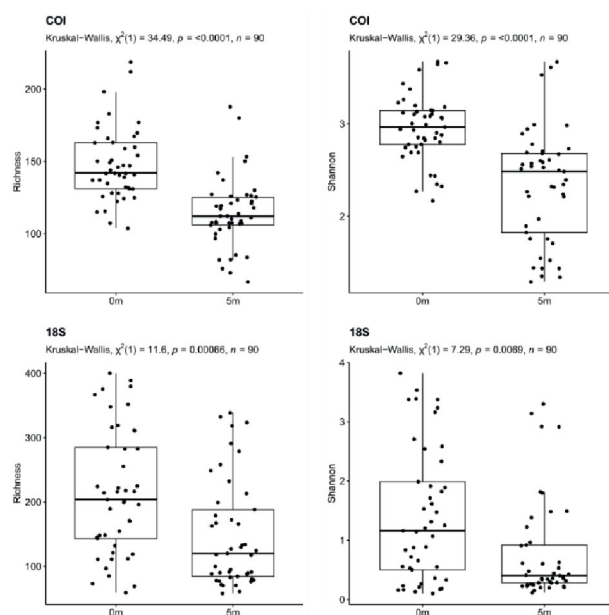 COI
Kruskal-Wallis, χ²(1) = 34.49, p = <0.0001, n = 90
Richness
200
150
100
0m
5m
COI
Kruskal-Wallis, χ²(1) = 29.36, p = <0.0001, n = 90
Shannon
3
2
0m
5m
18S
Kruskal-Wallis, χ²(1) = 11.6, p = 0.00066, n = 90
Richness
400
300
200
100
0m
5m
18S
Kruskal-Wallis, χ²(1) = 7.29, p = 0.0069, n = 90
Shannon
4
3
2
1
0
0m
5m